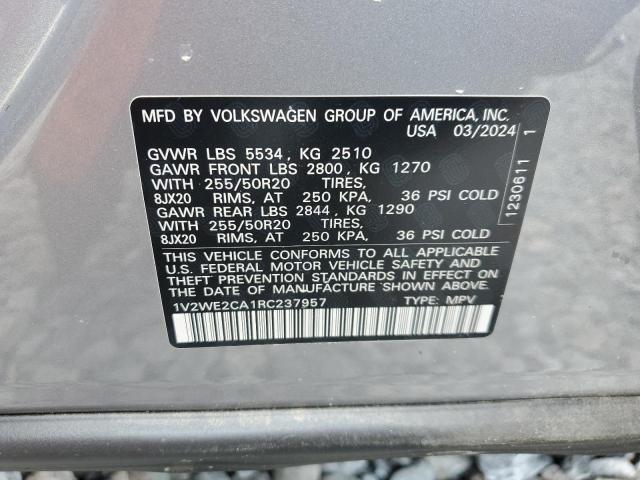 MFD BY VOLKSWAGEN GROUP OF AMERICA, INC.
USA 03/2024
GVWR LBS 5534 , KG 2510
GAWR FRONT LBS 2800 , KG 1270
WITH 255/50R20 TIRES,
8JX20 RIMS, AT 250 KPA, 36 PSI COLD
GAWR REAR LBS 2844 , KG 1290
WITH 255/50R20 TIRES,
8JX20 RIMS, AT 250 KPA, 36 PSI COLD
THIS VEHICLE CONFORMS TO ALL APPLICABLE
U.S. FEDERAL MOTOR VEHICLE SAFETY AND
THEFT PREVENTION STANDARDS IN EFFECT ON
THE DATE OF MANUFACTURE SHOWN ABOVE.
1V2WE2CA1RC237957 TYPE: MPV
1230611 1